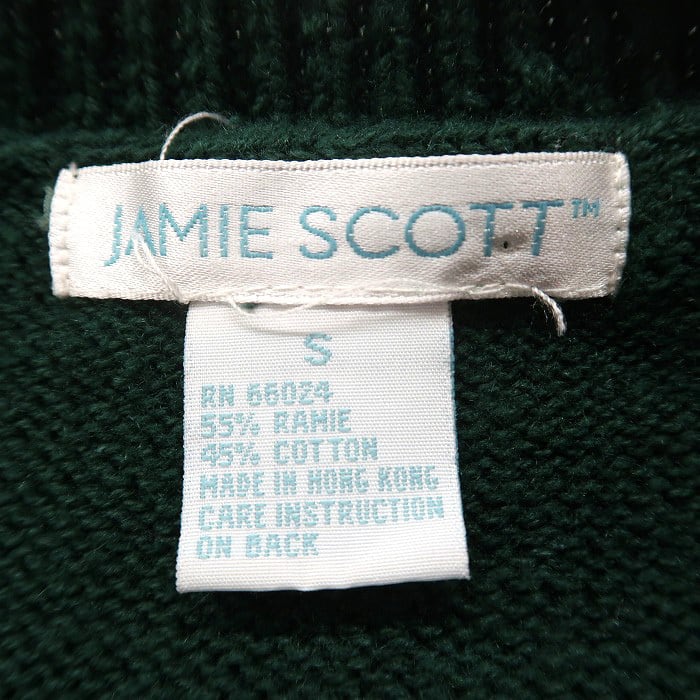 JAMIE SCOTT™
S
RN 66024
55% RAMIE
45% COTTON
MADE IN HONG KONG
CARE INSTRUCTION
ON BACK